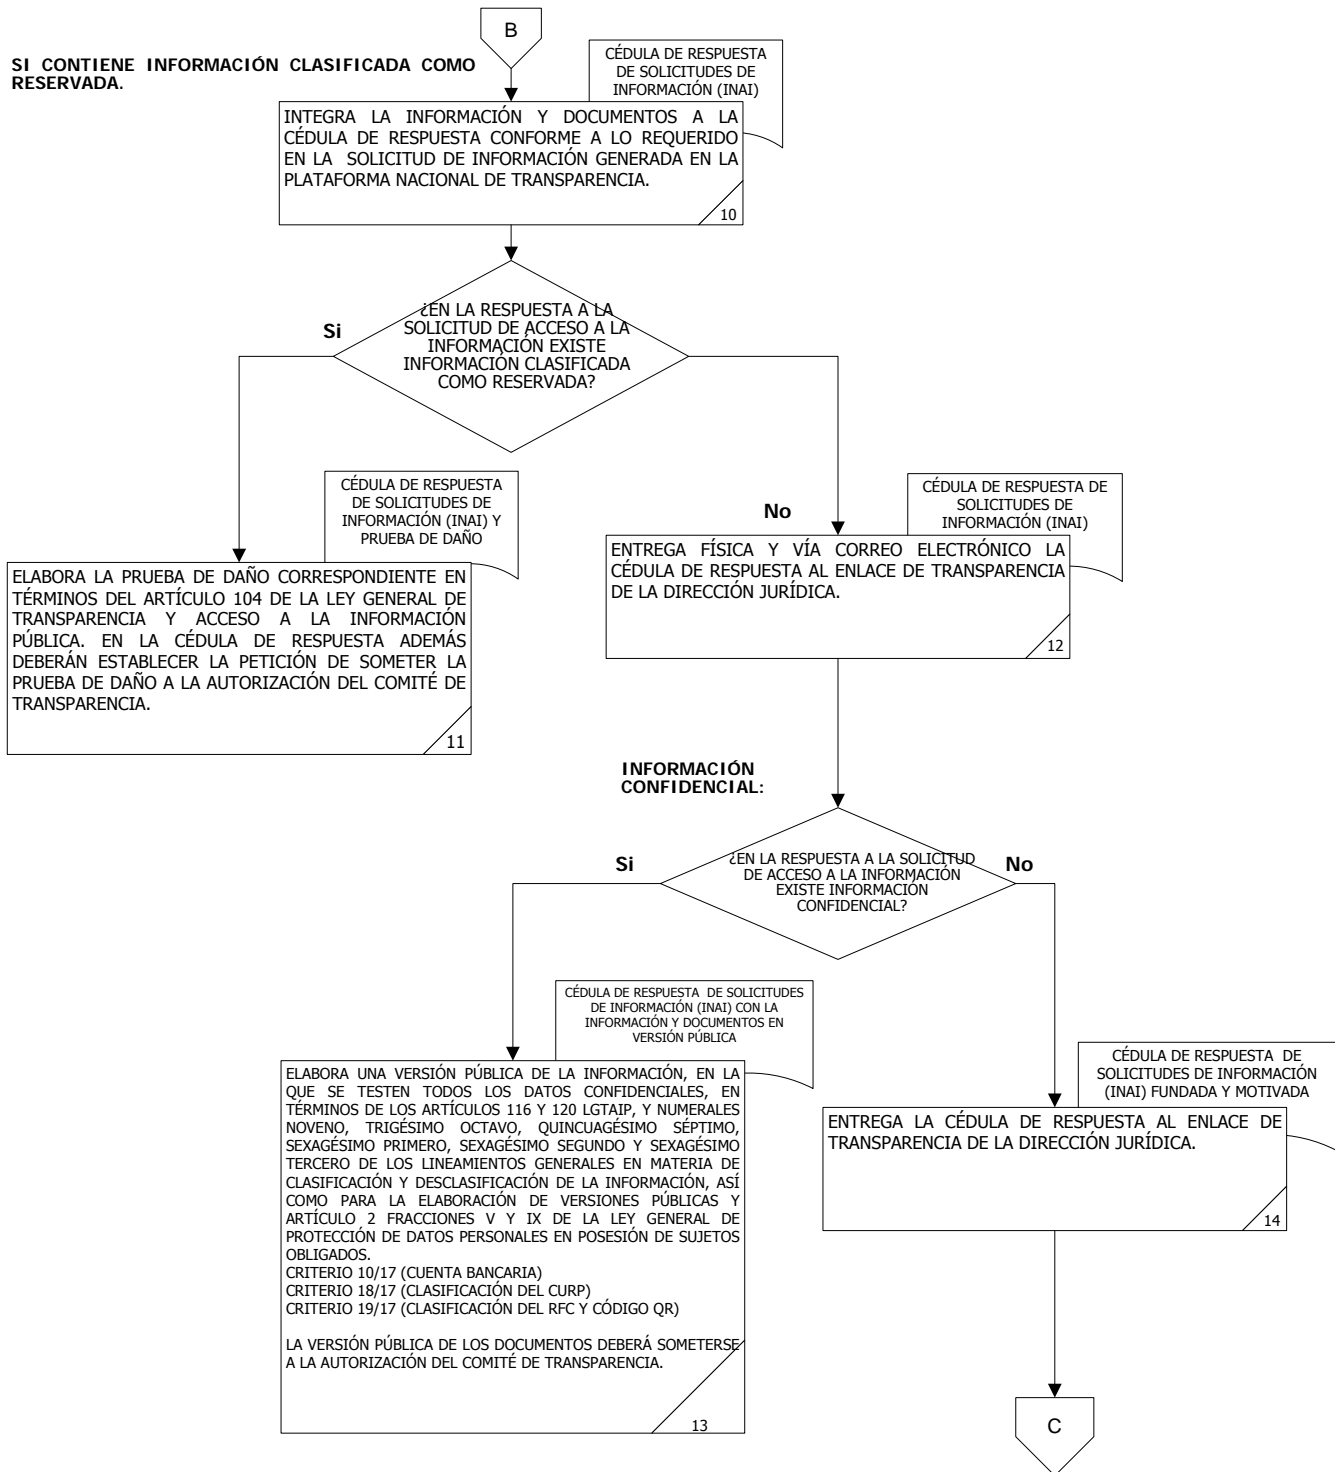 B
SI CONTIENE INFORMACIÓN CLASIFICADA COMO
RESERVADA.
CÉDULA DE RESPUESTA
DE SOLICITUDES DE
INFORMACIÓN (INAI)
INTEGRA LA INFORMACIÓN Y DOCUMENTOS A LA
CÉDULA DE RESPUESTA CONFORME A LO REQUERIDO
EN LA SOLICITUD DE INFORMACIÓN GENERADA EN LA
PLATAFORMA NACIONAL DE TRANSPARENCIA.
10
¿EN LA RESPUESTA A LA
SOLICITUD DE ACCESO A LA
INFORMACIÓN EXISTE
INFORMACIÓN CLASIFICADA
COMO RESERVADA?
Si
No
CÉDULA DE RESPUESTA
DE SOLICITUDES DE
INFORMACIÓN (INAI) Y
PRUEBA DE DAÑO
ELABORA LA PRUEBA DE DAÑO CORRESPONDIENTE EN
TÉRMINOS DEL ARTÍCULO 104 DE LA LEY GENERAL DE
TRANSPARENCIA Y ACCESO A LA INFORMACIÓN
PÚBLICA. EN LA CÉDULA DE RESPUESTA ADEMÁS
DEBERÁN ESTABLECER LA PETICIÓN DE SOMETER LA
PRUEBA DE DAÑO A LA AUTORIZACIÓN DEL COMITÉ DE
TRANSPARENCIA.
11
CÉDULA DE RESPUESTA DE
SOLICITUDES DE
INFORMACIÓN (INAI)
ENTREGA FÍSICA Y VÍA CORREO ELECTRÓNICO LA
CÉDULA DE RESPUESTA AL ENLACE DE TRANSPARENCIA
DE LA DIRECCIÓN JURÍDICA.
12
INFORMACIÓN
CONFIDENCIAL:
¿EN LA RESPUESTA A LA SOLICITUD
DE ACCESO A LA INFORMACIÓN
EXISTE INFORMACIÓN
CONFIDENCIAL?
Si
No
CÉDULA DE RESPUESTA DE SOLICITUDES
DE INFORMACIÓN (INAI) CON LA
INFORMACIÓN Y DOCUMENTOS EN
VERSIÓN PÚBLICA
ELABORA UNA VERSIÓN PÚBLICA DE LA INFORMACIÓN, EN LA
QUE SE TESTEN TODOS LOS DATOS CONFIDENCIALES, EN
TÉRMINOS DE LOS ARTÍCULOS 116 Y 120 LGTAIP, Y NUMERALES
NOVENO, TRIGÉSIMO OCTAVO, QUINCUAGÉSIMO SÉPTIMO,
SEXAGÉSIMO PRIMERO, SEXAGÉSIMO SEGUNDO Y SEXAGÉSIMO
TERCERO DE LOS LINEAMIENTOS GENERALES EN MATERIA DE
CLASIFICACIÓN Y DESCLASIFICACIÓN DE LA INFORMACIÓN, ASÍ
COMO PARA LA ELABORACIÓN DE VERSIONES PÚBLICAS Y
ARTÍCULO 2 FRACCIONES V Y IX DE LA LEY GENERAL DE
PROTECCIÓN DE DATOS PERSONALES EN POSESIÓN DE SUJETOS
OBLIGADOS.
CRITERIO 10/17 (CUENTA BANCARIA)
CRITERIO 18/17 (CLASIFICACIÓN DEL CURP)
CRITERIO 19/17 (CLASIFICACIÓN DEL RFC Y CÓDIGO QR)
LA VERSIÓN PÚBLICA DE LOS DOCUMENTOS DEBERÁ SOMETERSE
A LA AUTORIZACIÓN DEL COMITÉ DE TRANSPARENCIA.
13
CÉDULA DE RESPUESTA DE
SOLICITUDES DE INFORMACIÓN
(INAI) FUNDADA Y MOTIVADA
ENTREGA LA CÉDULA DE RESPUESTA AL ENLACE DE
TRANSPARENCIA DE LA DIRECCIÓN JURÍDICA.
14
C